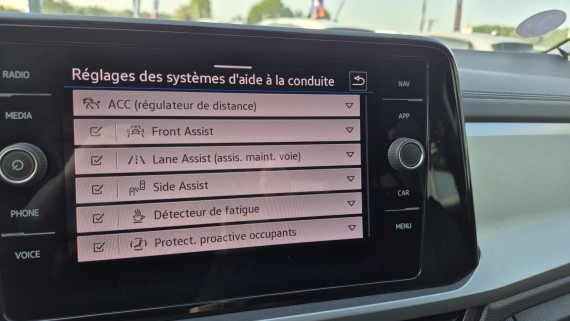 RADIO
MEDIA
PHONE
VOICE
Réglages des systèmes d'aide à la conduite
ACC (régulateur de distance)
Front Assist
Lane Assist (assis. maint. voie)
Side Assist
Détecteur de fatigue
Protect. proactive occupants
NAV
APP
CAR
MENU